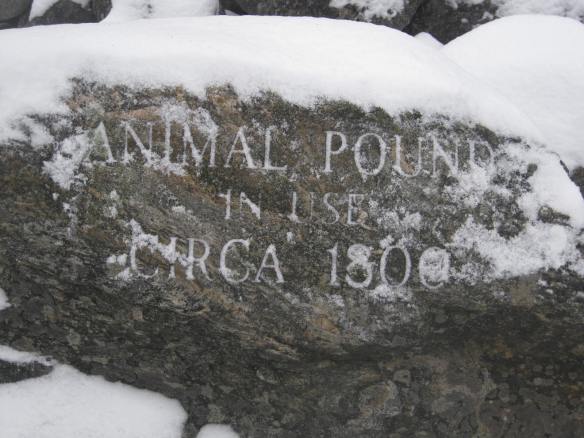 ANIMAL POUND
IN USE
CIRCA 1800